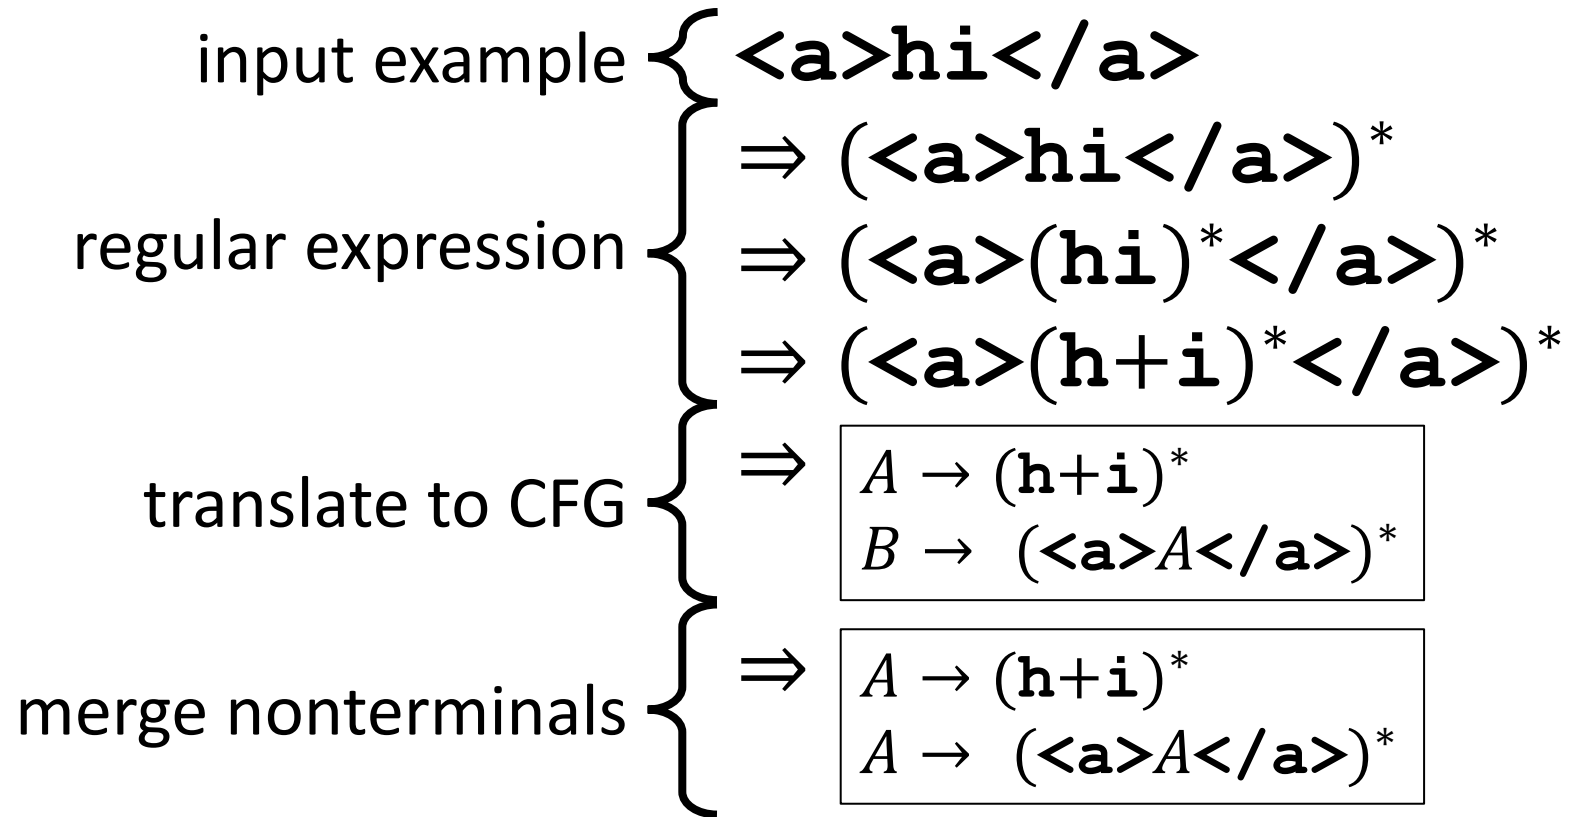 input example { <a>hi</a>
⇒ (<a>hi</a>)*
regular expression { ⇒ (<a>(hi)*</a>)*
⇒ (<a>(h+i)*</a>)*
translate to CFG { ⇒ A → (h+i)*
B → (<a>A</a>)*
merge nonterminals { ⇒ A → (h+i)*
A → (<a>A</a>)*